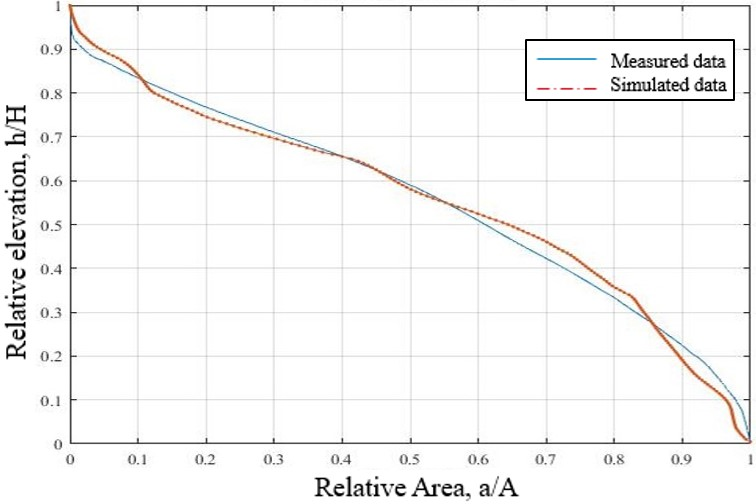 1
0.9
0.8
0.7
0.6
0.5
0.4
0.3
0.2
0.1
0
Relative elevation, h/H
Measured data
Simulated data
0 0.1 0.2 0.3 0.4 0.5 0.6 0.7 0.8 0.9 1
Relative Area, a/A